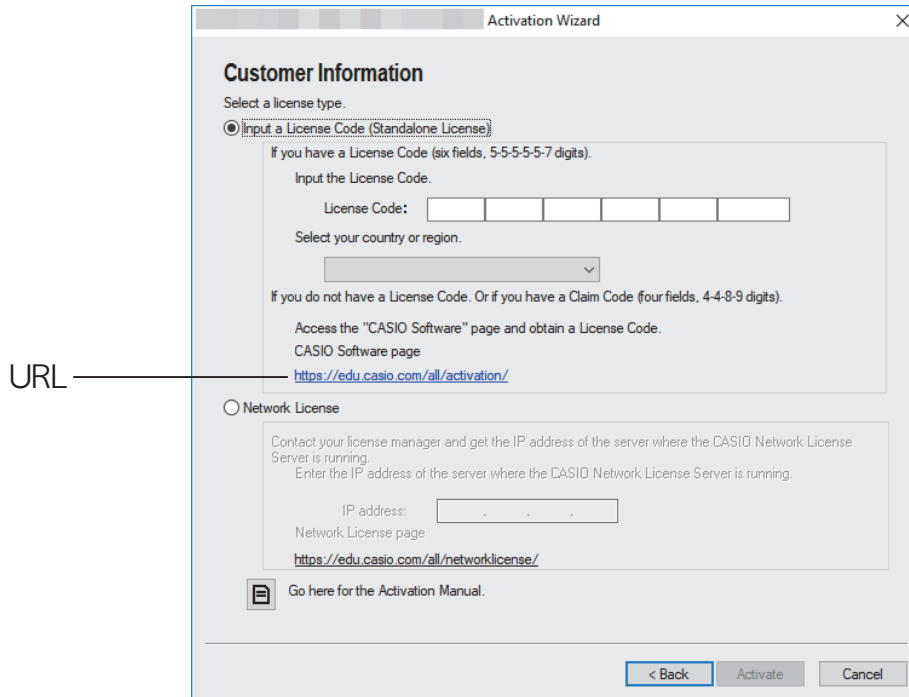 Activation Wizard
Customer Information
Select a license type.
Input a License Code (Standalone License)
If you have a License Code (six fields, 5-5-5-5-5-7 digits).
Input the License Code.
License Code:
Select your country or region.
If you do not have a License Code. Or if you have a Claim Code (four fields, 4-4-8-9 digits).
Access the "CASIO Software" page and obtain a License Code.
CASIO Software page
URL
https://edu.casio.com/all/activation/
Network License
Contact your license manager and get the IP address of the server where the CASIO Network License
Server is running.
Enter the IP address of the server where the CASIO Network License Server is running.
IP address: . . .
Network License page
https://edu.casio.com/all/networklicense/
Go here for the Activation Manual.
< Back Activate Cancel